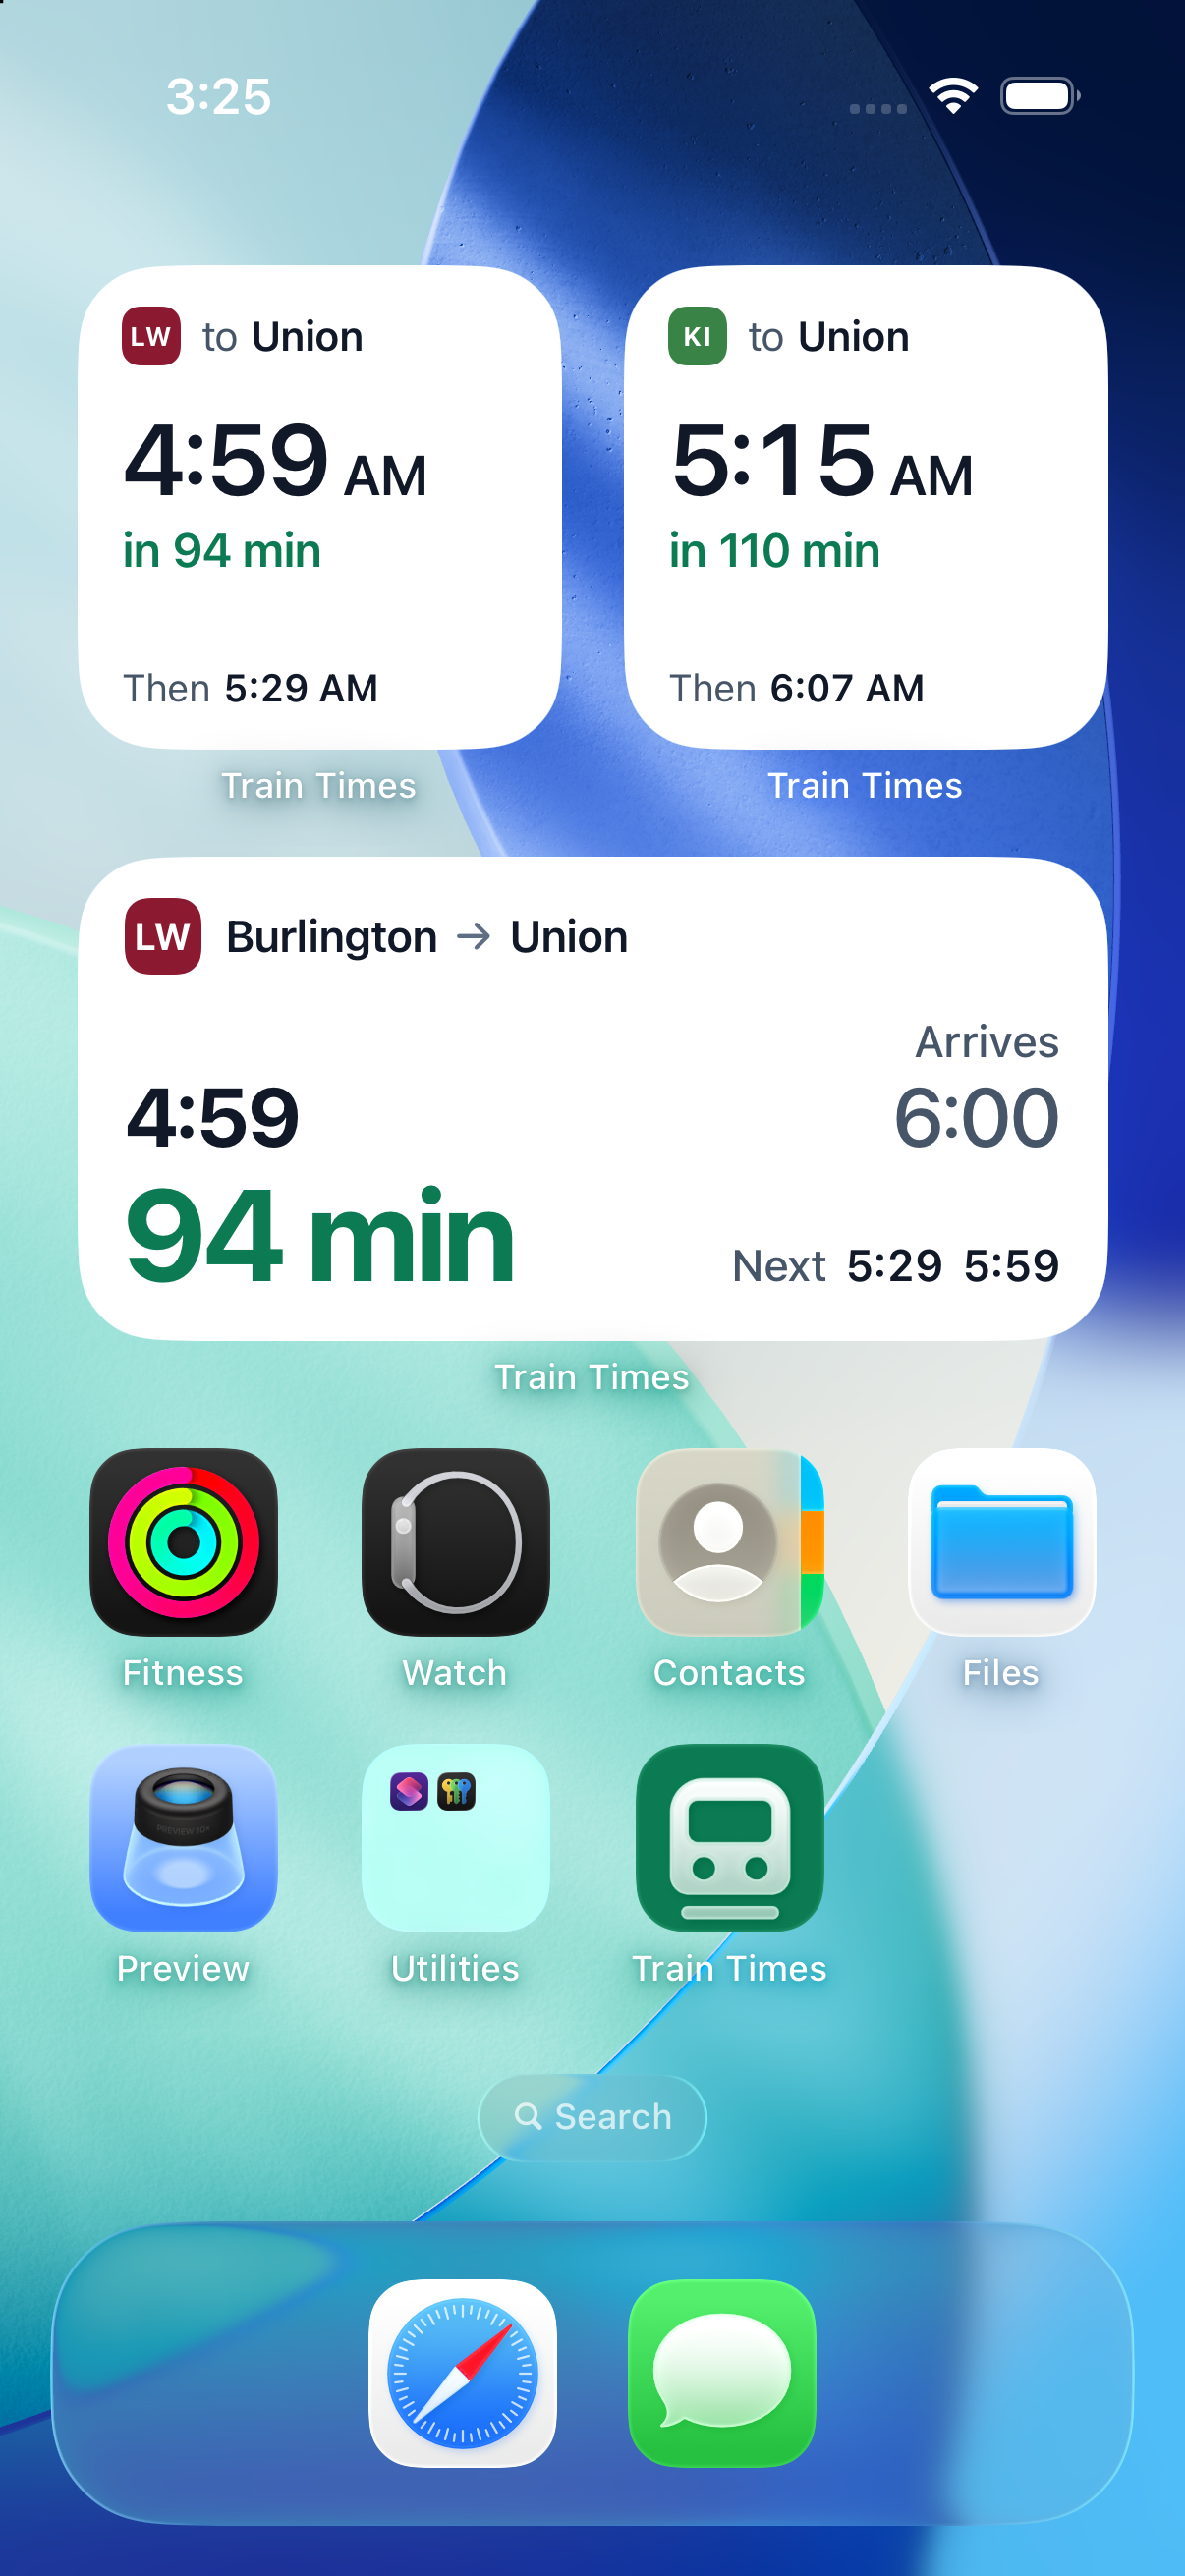 3:25
LW to Union
4:59 AM
in 94 min
Then 5:29 AM
Train Times
KI to Union
5:15 AM
in 110 min
Then 6:07 AM
Train Times
LW Burlington → Union
Arrives
4:59 6:00
94 min
Next 5:29 5:59
Train Times
Fitness
Watch
Contacts
Files
PREVIEW 10×
Preview
Utilities
Train Times
Search